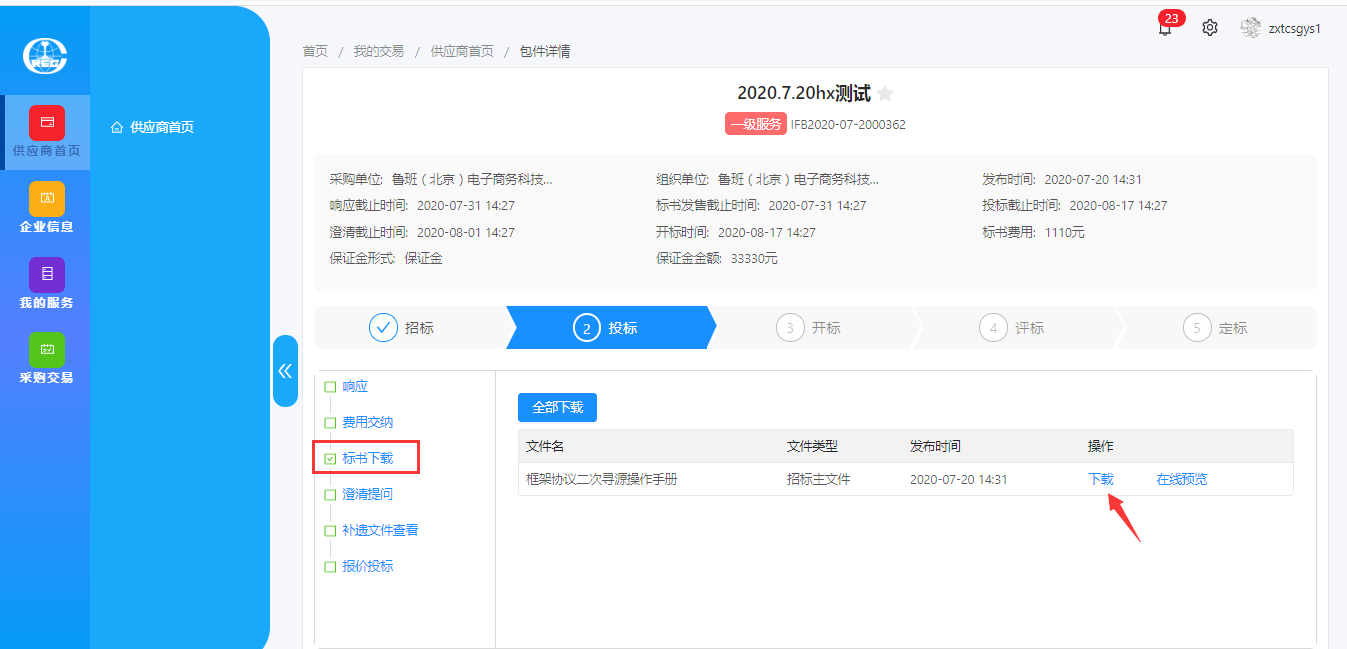 23
zxtcsgys1
首页 / 我的交易 / 供应商首页 / 包件详情
CREG
供应商首页
企业信息
我的服务
采购交易
供应商首页
2020.7.20hx测试
一级服务 IFB2020-07-2000362
采购单位: 鲁班（北京）电子商务科技... 组织单位: 鲁班（北京）电子商务科技... 发布时间: 2020-07-20 14:31
响应截止时间: 2020-07-31 14:27 标书发售截止时间: 2020-07-31 14:27 投标截止时间: 2020-08-17 14:27
澄清截止时间: 2020-08-01 14:27 开标时间: 2020-08-17 14:27 标书费用: 1110元
保证金形式: 保证金 保证金金额: 33330元
招标 2 投标 3 开标 4 评标 5 定标
响应
费用交纳
标书下载
澄清提问
补遗文件查看
报价投标
全部下载
文件名 文件类型 发布时间 操作
框架协议二次寻源操作手册 招标主文件 2020-07-20 14:31 下载 在线预览